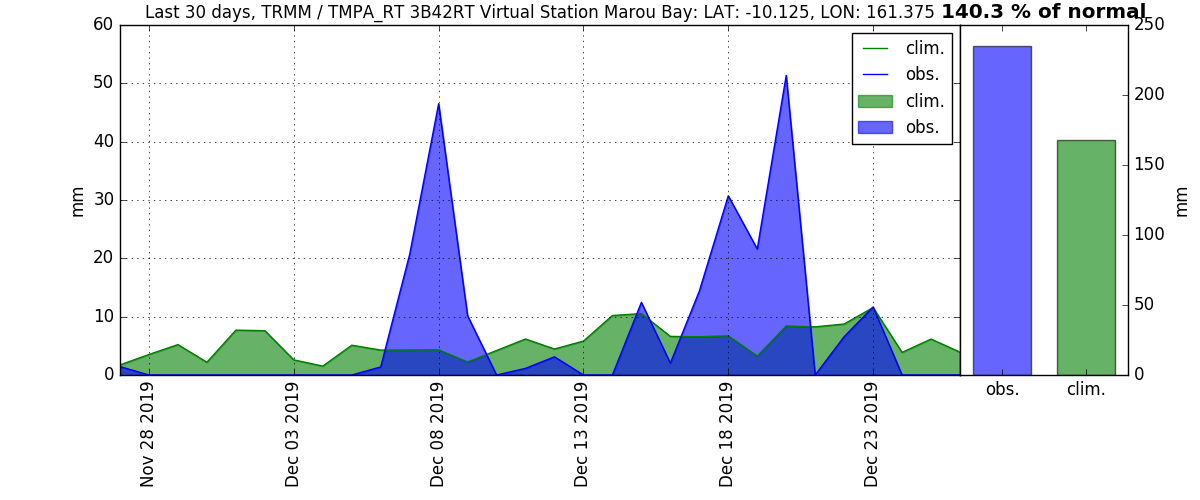 Last 30 days, TRMM / TMPA_RT 3B42RT Virtual Station Marou Bay: LAT: -10.125, LON: 161.375 140.3 % of normal
60
50
40
30
20
10
0
mm
clim.
obs.
clim.
obs.
Nov 28 2019
Dec 03 2019
Dec 08 2019
Dec 13 2019
Dec 18 2019
Dec 23 2019
250
200
150
100
50
0
mm
obs.
clim.